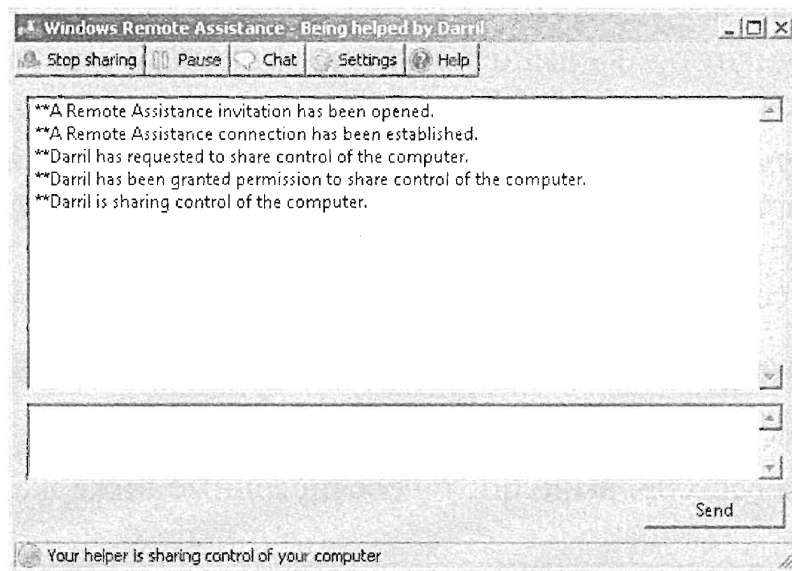 Windows Remote Assistance - Being helped by Darril
Stop sharing Pause Chat Settings Help
**A Remote Assistance invitation has been opened.
**A Remote Assistance connection has been established.
**Darril has requested to share control of the computer.
**Darril has been granted permission to share control of the computer.
**Darril is sharing control of the computer.
Send
Your helper is sharing control of your computer